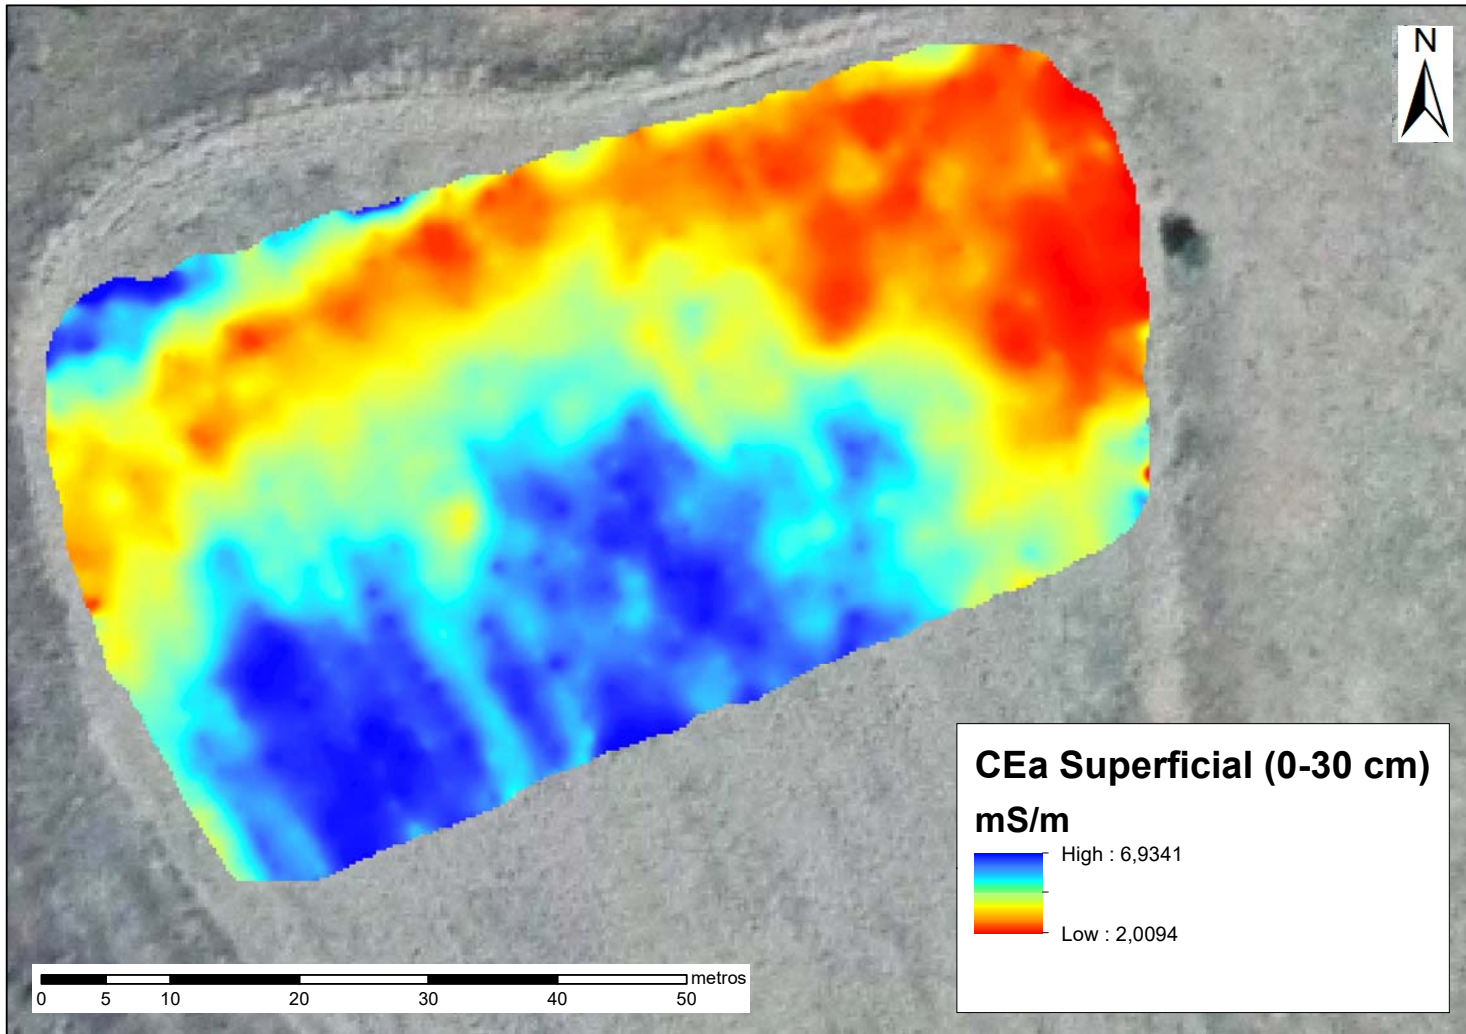 N
CEa Superficial (0-30 cm)
mS/m
High : 6,9341
Low : 2,0094
metros
0 5 10 20 30 40 50